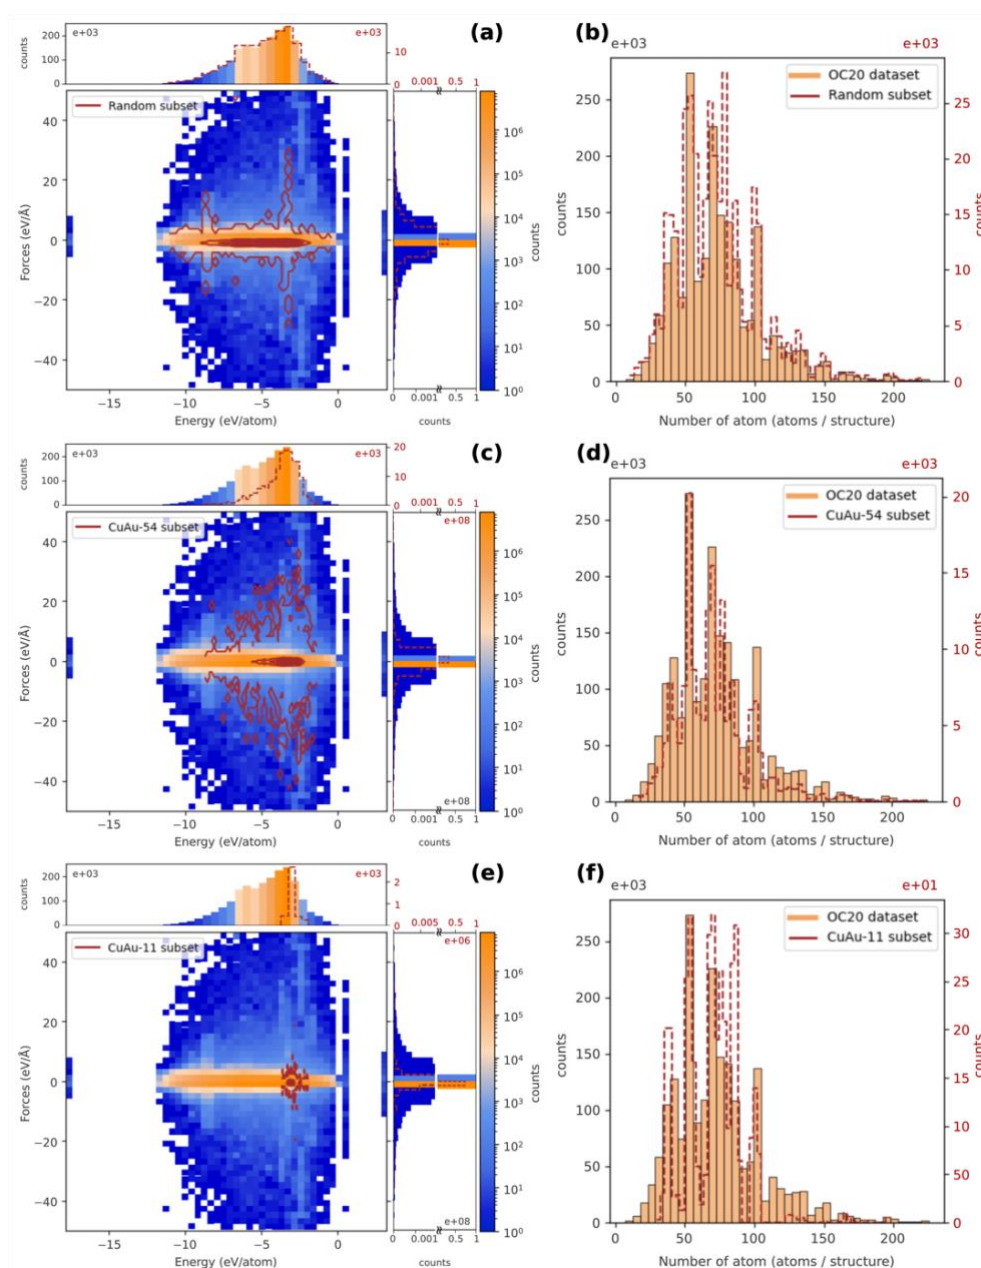 (a)
e+03
e+03
counts
200
100
0
10
0
0.001 0.5 1
Random subset
Forces (eV/Å)
40
20
0
−20
−40
−15 −10 −5 0
Energy (eV/atom)
0 0.001 0.5 1
counts
counts
10⁶
10⁵
10⁴
10³
10²
10¹
10⁰
(b)
e+03
e+03
OC20 dataset
Random subset
counts
250
200
150
100
50
0
25
20
15
10
5
0
counts
0 50 100 150 200
Number of atom (atoms / structure)
(c)
e+03
e+03
counts
200
100
0
20
10
0
0.001 0.5 1
CuAu-54 subset
e+08
e+08
Forces (eV/Å)
40
20
0
−20
−40
−15 −10 −5 0
Energy (eV/atom)
0 0.001 0.5 1
counts
counts
10⁶
10⁵
10⁴
10³
10²
10¹
10⁰
(d)
e+03
e+03
OC20 dataset
CuAu-54 subset
counts
250
200
150
100
50
0
20
15
10
5
0
0 50 100 150 200
Number of atom (atoms / structure)
(e)
e+03
e+03
counts
200
100
0
2
1
0
0.005 0.5 1
CuAu-11 subset
e+06
e+08
Forces (eV/Å)
40
20
0
−20
−40
−15 −10 −5 0
Energy (eV/atom)
0 0.001 0.5 1
counts
counts
10⁶
10⁵
10⁴
10³
10²
10¹
10⁰
(f)
e+03
e+01
OC20 dataset
CuAu-11 subset
counts
250
200
150
100
50
0
30
25
20
15
10
50
0
0 50 100 150 200
Number of atom (atoms / structure)